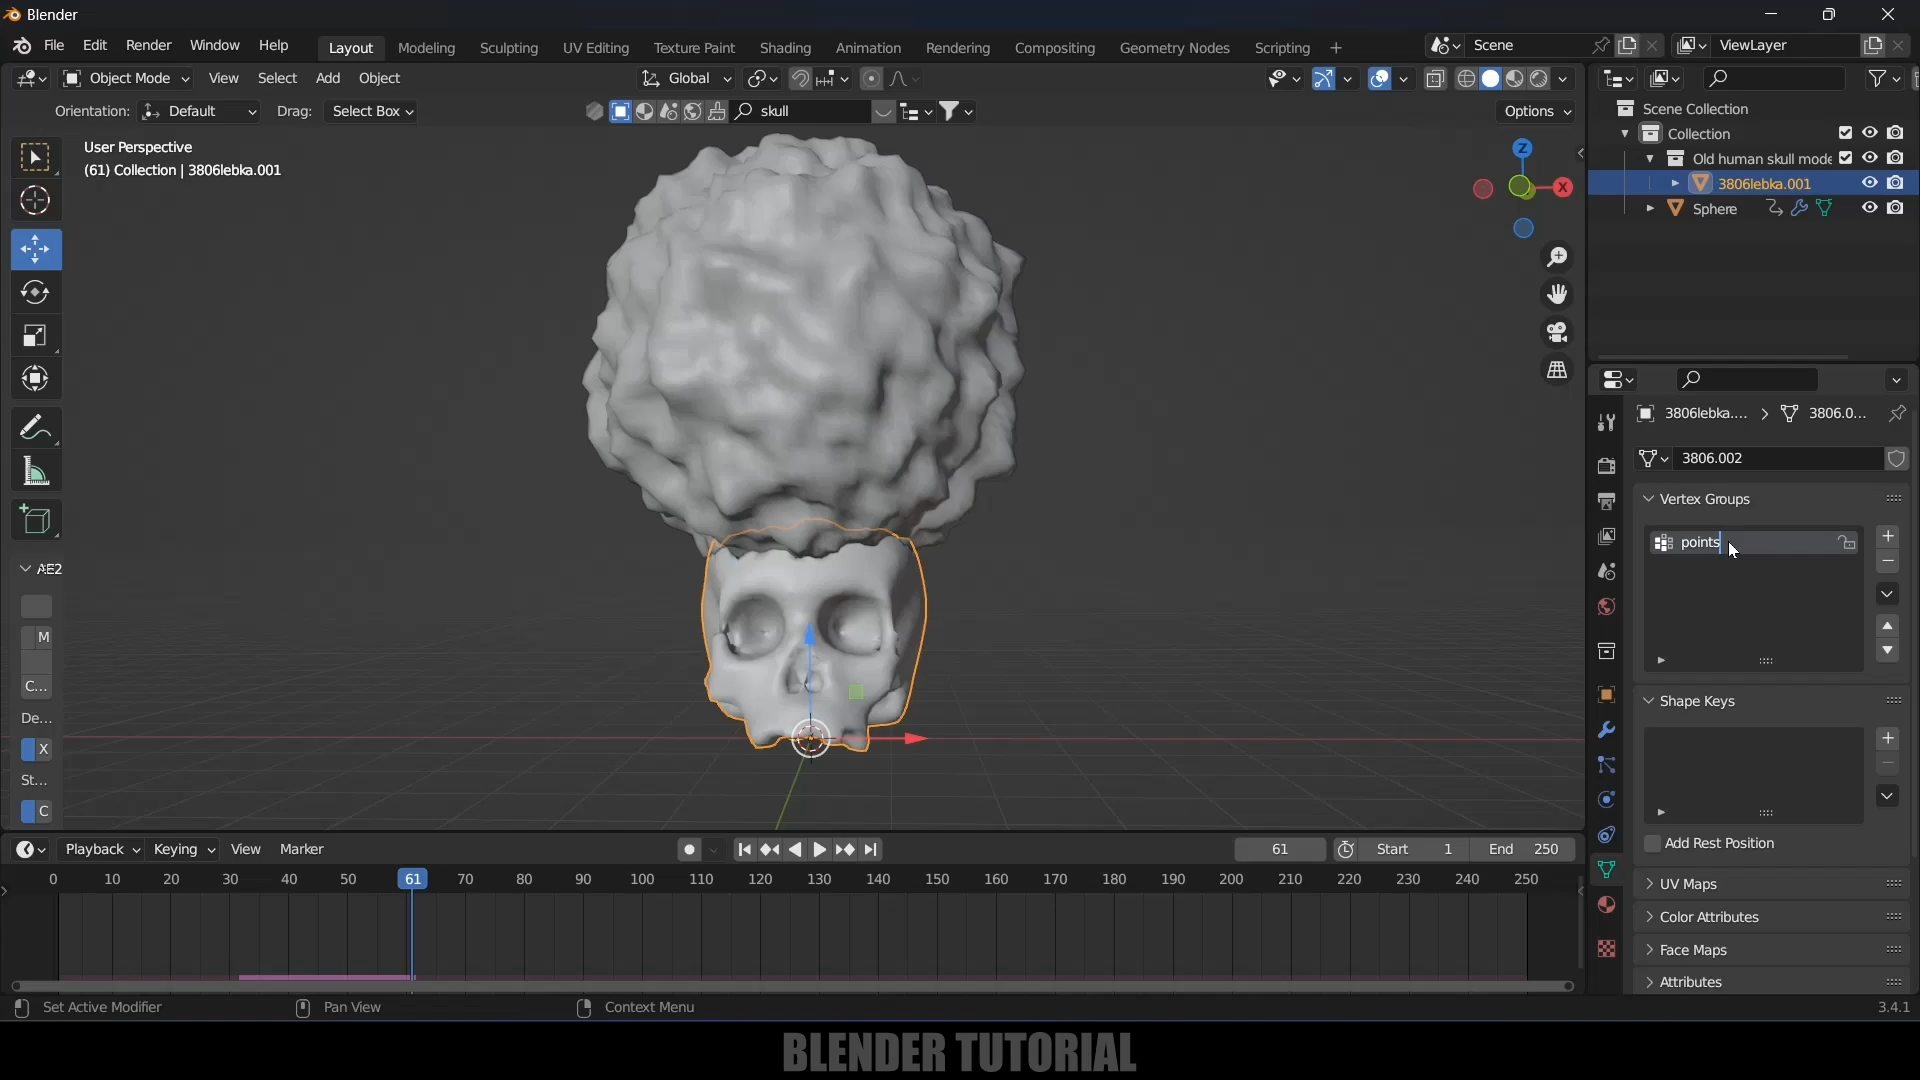 Blender
File Edit Render Window Help Layout Modeling Sculpting UV Editing Texture Paint Shading Animation Rendering Compositing Geometry Nodes Scripting + Scene ViewLayer
Object Mode View Select Add Object Global
Orientation: Default Drag: Select Box skull Options
User Perspective
(61) Collection | 3806lebka.001
Z
X
Scene Collection
Collection
Old human skull mode
3806lebka.001
Sphere
3806lebka.... > 3806.0...
3806.002
Vertex Groups
points
Shape Keys
Add Rest Position
UV Maps
Color Attributes
Face Maps
Attributes
M
C...
De...
X
St...
C
Playback Keying View Marker 61 Start 1 End 250
0 10 20 30 40 50 61 70 80 90 100 110 120 130 140 150 160 170 180 190 200 210 220 230 240 250
Set Active Modifier Pan View Context Menu 3.4.1
BLENDER TUTORIAL